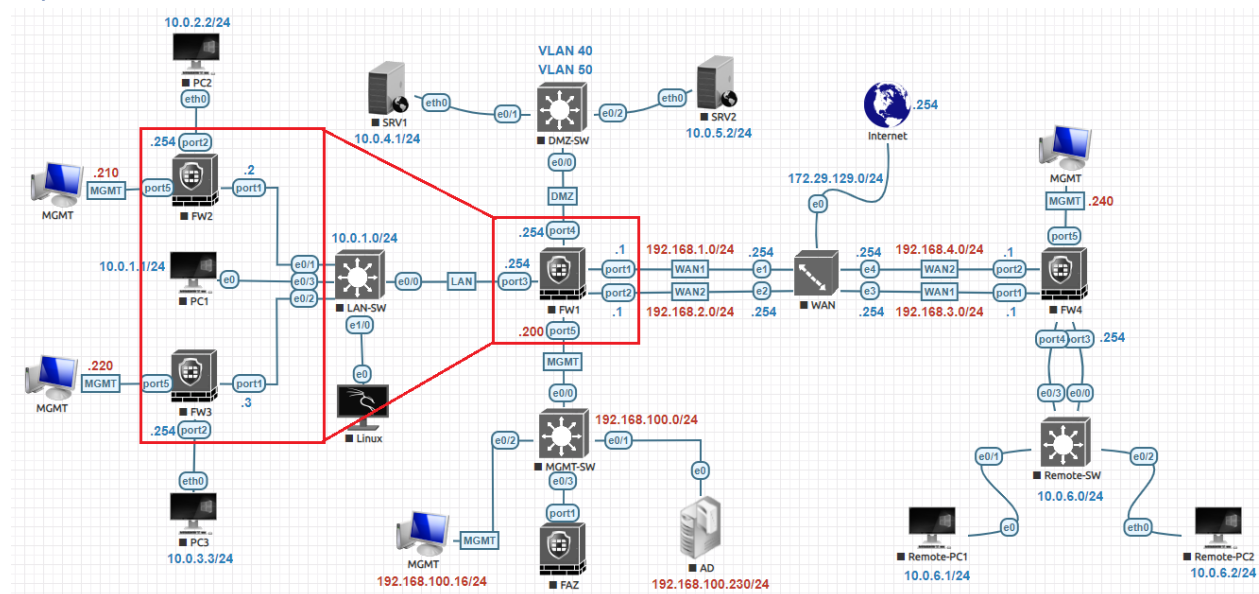 10.0.2.2/24
PC2
eth0
.254
port2
.210
MGMT
port5
MGMT
FW2
.2
port1
10.0.1.1/24
PC1
e0
10.0.1.0/24
e0/1
e0/3
e0/2
LAN-SW
e0/0
LAN
e1/0
e0
Linux
.220
MGMT
port5
MGMT
FW3
port1
.3
.254
port2
eth0
PC3
10.0.3.3/24
VLAN 40
VLAN 50
SRV1
eth0
10.0.4.1/24
e0/1
DMZ-SW
e0/2
eth0
SRV2
10.0.5.2/24
e0/0
DMZ
.254
port4
.254
port3
FW1
.1
port1
192.168.1.0/24
WAN1
.254
e1
port2
.1
WAN2
192.168.2.0/24
e2
.254
.200
port5
MGMT
e0/0
192.168.100.0/24
e0/2
MGMT-SW
e0/1
e0/3
port1
FAZ
MGMT
MGMT
192.168.100.16/24
e0
AD
192.168.100.230/24
.254
Internet
172.29.129.0/24
e0
WAN
.254
e4
192.168.4.0/24
WAN2
.1
port2
e3
.254
WAN1
192.168.3.0/24
port1
.1
FW4
MGMT
MGMT
.240
port5
port4
ort3
.254
e0/3
e0/0
e0/1
Remote-SW
e0/2
10.0.6.0/24
e0
Remote-PC1
10.0.6.1/24
eth0
Remote-PC2
10.0.6.2/24